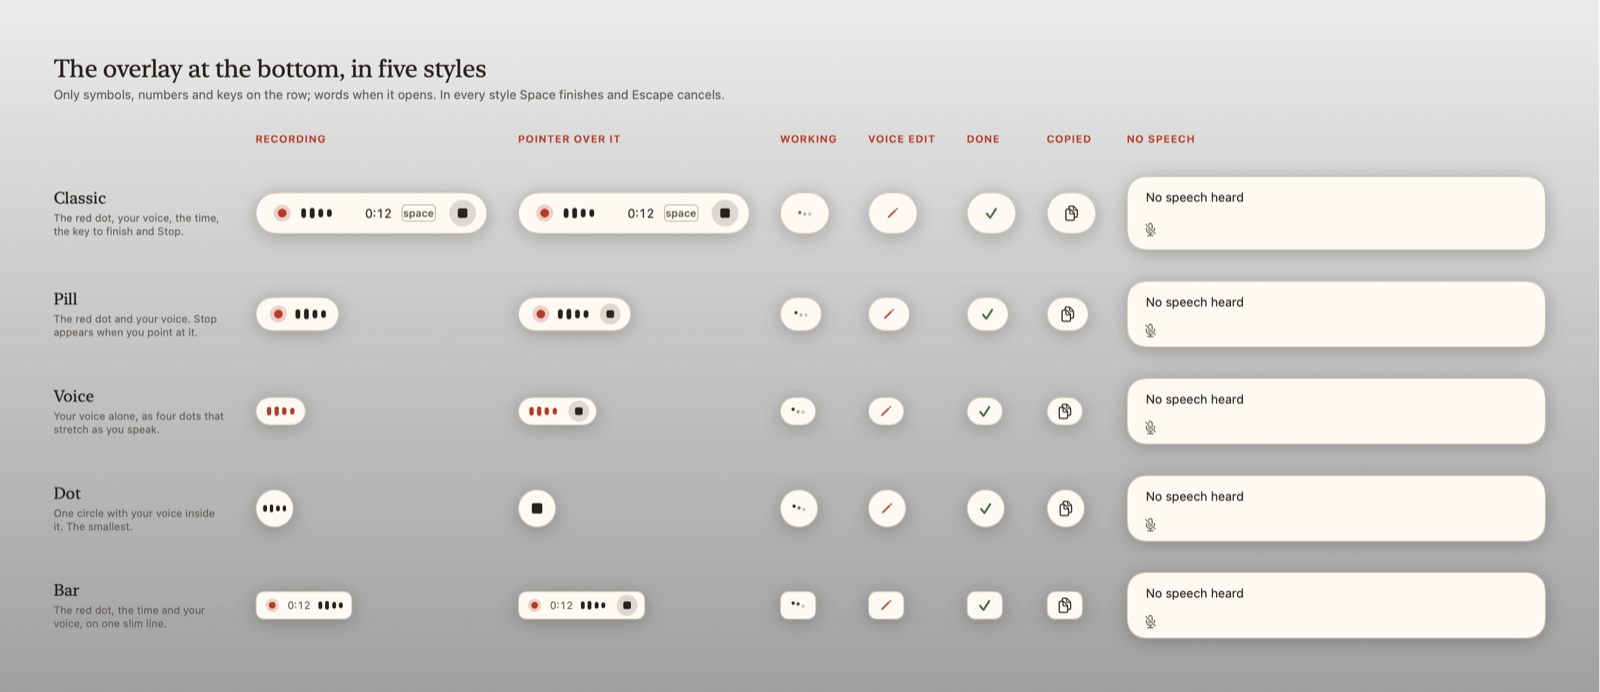 The overlay at the bottom, in five styles
Only symbols, numbers and keys on the row; words when it opens. In every style Space finishes and Escape cancels.
RECORDING
POINTER OVER IT
WORKING
VOICE EDIT
DONE
COPIED
NO SPEECH
Classic
The red dot, your voice, the time,
the key to finish and Stop.
0:12 space
0:12 space
No speech heard
Pill
The red dot and your voice. Stop
appears when you point at it.
No speech heard
Voice
Your voice alone, as four dots that
stretch as you speak.
No speech heard
Dot
One circle with your voice inside
it. The smallest.
No speech heard
Bar
The red dot, the time and your
voice, on one slim line.
0:12
0:12
No speech heard